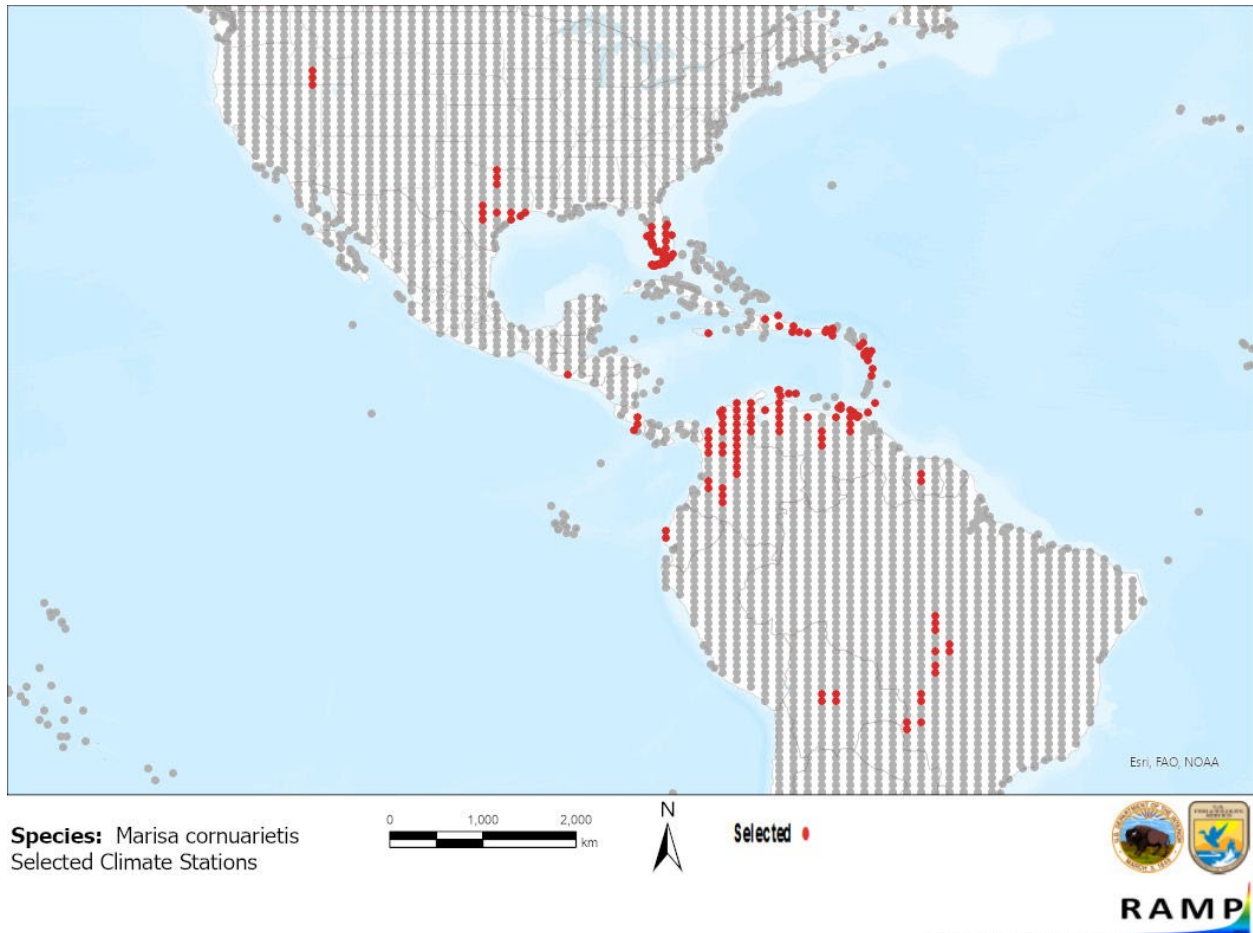 Esri, FAO, NOAA
Species: Marisa cornuarietis
Selected Climate Stations
0 1,000 2,000
km
N
Selected
RAMP